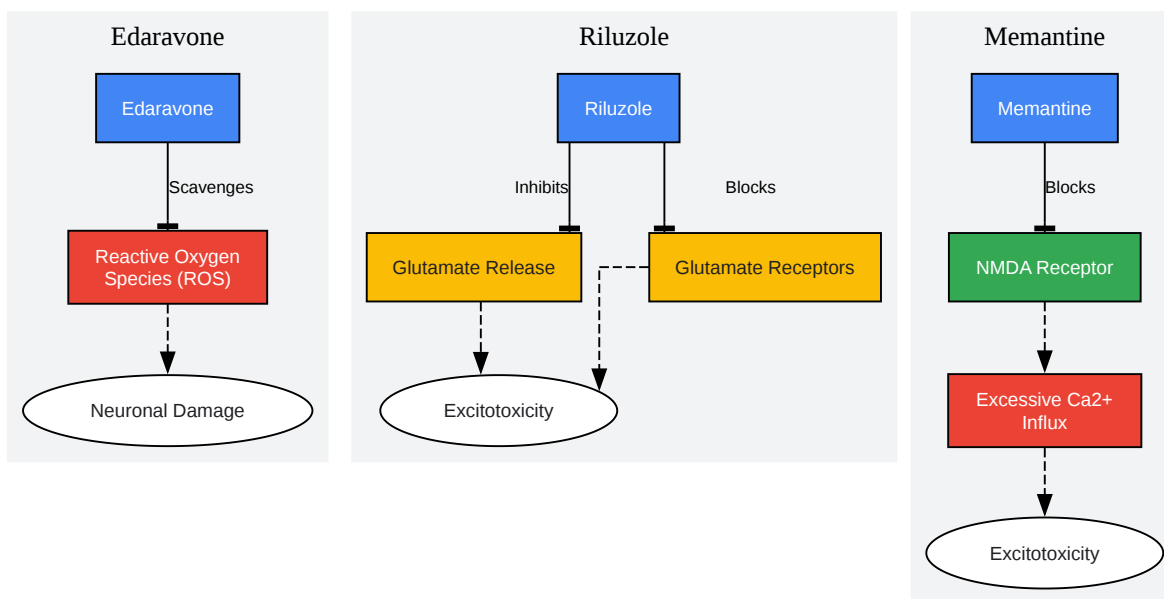 Edaravone
Edaravone
Scavenges
Reactive Oxygen
Species (ROS)
Neuronal Damage
Riluzole
Riluzole
Inhibits
Blocks
Glutamate Release
Glutamate Receptors
Excitotoxicity
Memantine
Memantine
Blocks
NMDA Receptor
Excessive Ca2+
Influx
Excitotoxicity